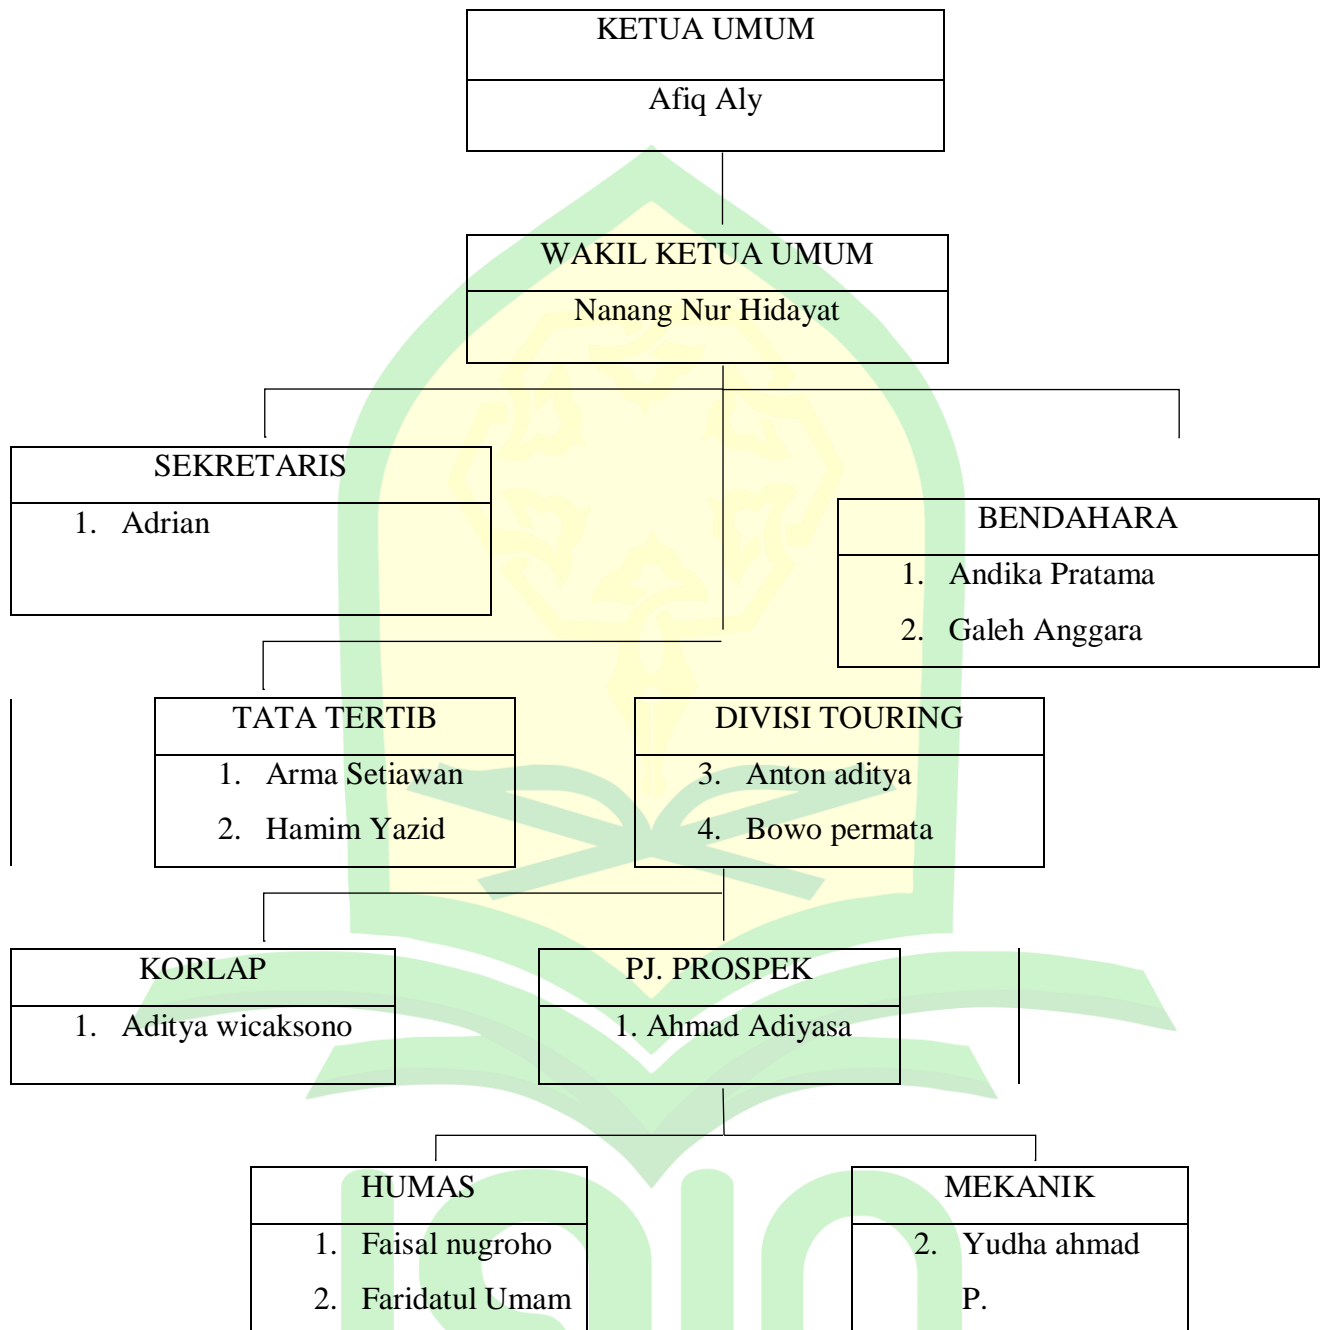 KETUA UMUM
Afiq Aly
WAKIL KETUA UMUM
Nanang Nur Hidayat
SEKRETARIS
1. Adrian
BENDAHARA
1. Andika Pratama
2. Galeh Anggara
TATA TERTIB
1. Arma Setiawan
2. Hamim Yazid
DIVISI TOURING
3. Anton aditya
4. Bowo permata
KORLAP
1. Aditya wicaksono
PJ. PROSPEK
1. Ahmad Adiyasa
HUMAS
1. Faisal nugroho
2. Faridatul Umam
MEKANIK
2. Yudha ahmad
P.